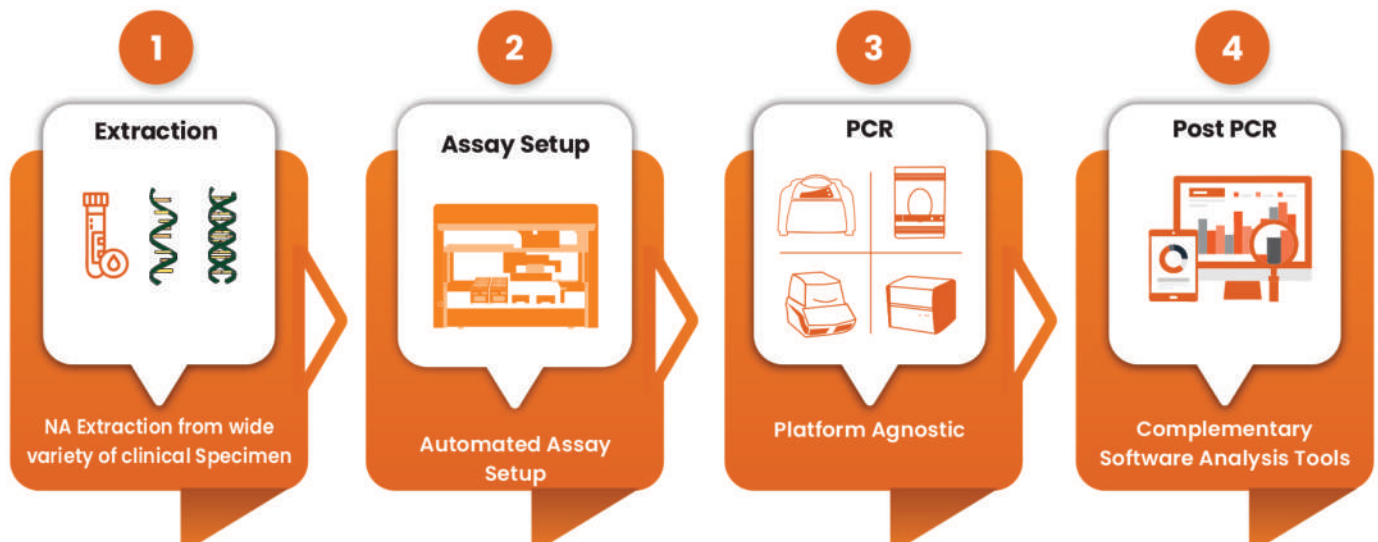 1
Extraction
NA Extraction from wide
variety of clinical Specimen
2
Assay Setup
Automated Assay
Setup
3
PCR
Platform Agnostic
4
Post PCR
Complementary
Software Analysis Tools